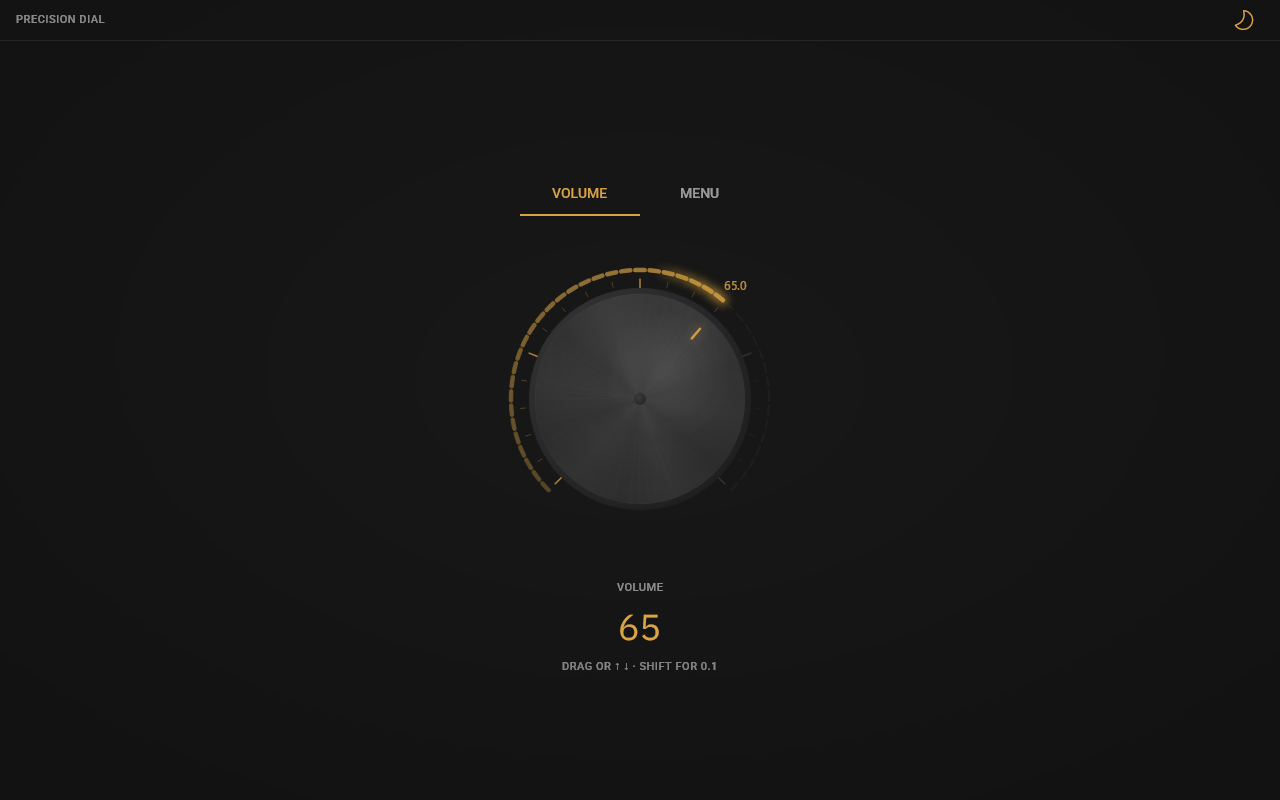 PRECISION DIAL
VOLUME
MENU
65.0
VOLUME
65
DRAG OR ↑ ↓ · SHIFT FOR 0.1